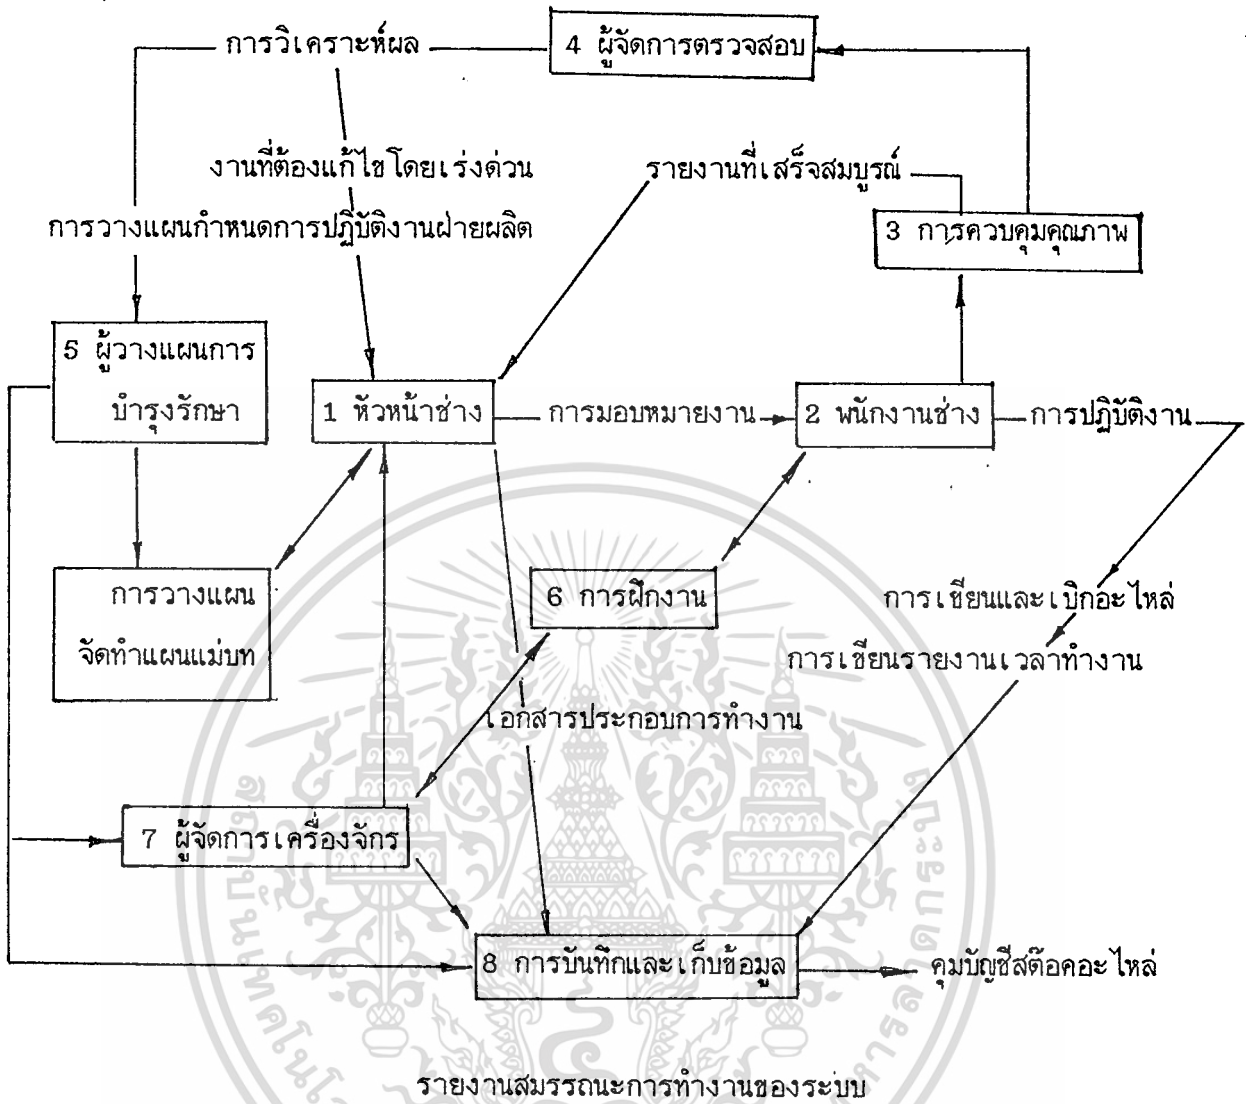 การวิเคราะห์ผล
4 ผู้จัดการตรวจสอบ
งานที่ต้องแก้ไขโดยเร่งด่วน
รายงานที่เสร็จสมบูรณ์
การวางแผนกำหนดการปฏิบัติงานฝ่ายผลิต
3 การควบคุมคุณภาพ
5 ผู้วางแผนการ
บำรุงรักษา
1 หัวหน้าช่าง
การมอบหมายงาน
2 พนักงานช่าง
การปฏิบัติงาน
การวางแผน
จัดทำแผนแม่บท
6 การฝึกงาน
การเขียนและเบิกอะไหล่
การเขียนรายงานเวลาทำงาน
เอกสารประกอบการทำงาน
7 ผู้จัดการเครื่องจักร
8 การบันทึกและเก็บข้อมูล
คุมบัญชีสต๊อคอะไหล่
รายงานสมรรถนะการทำงานของระบบ